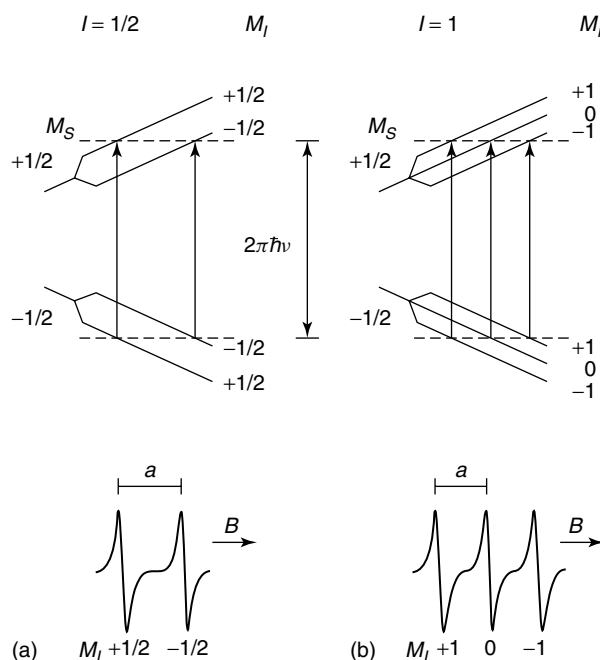 I = 1/2
M_I
+1/2
−1/2
M_S
+1/2
−1/2
−1/2
+1/2
2πħν
a
B
(a)
M_I +1/2 −1/2
I = 1
M_I
+1
0
−1
M_S
+1/2
−1/2
+1
0
−1
a
B
(b)
M_I +1 0 −1